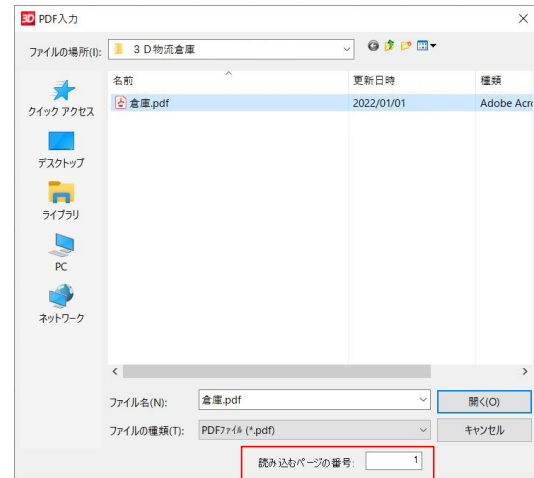 3D PDF入力
ファイルの場所(I): 3D物流倉庫
名前 更新日時 種類
倉庫.pdf 2022/01/01 Adobe Acro
クイック アクセス
デスクトップ
ライブラリ
PC
ネットワーク
ファイル名(N): 倉庫.pdf 開く(O)
ファイルの種類(T): PDFファイル (*.pdf) キャンセル
読み込むページの番号: 1